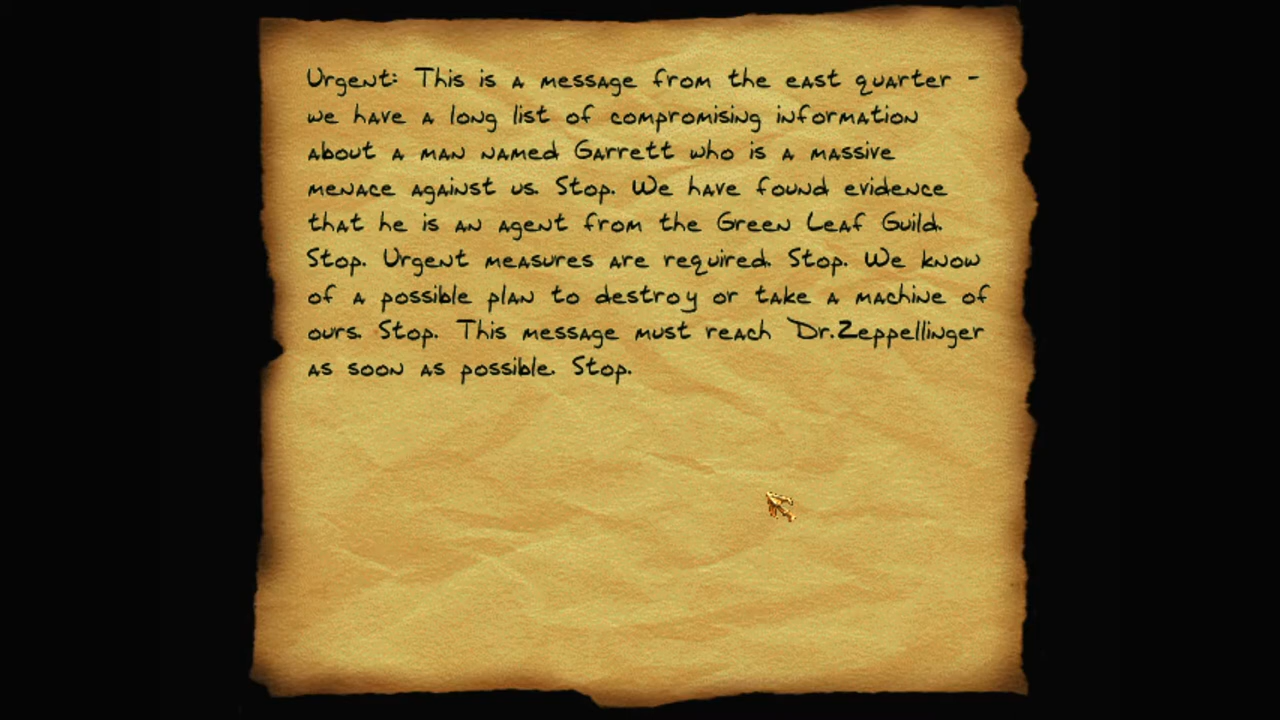 Urgent: This is a message from the east quarter -
we have a long list of compromising information
about a man named Garrett who is a massive
menace against us. Stop. We have found evidence
that he is an agent from the Green Leaf Guild.
Stop. Urgent measures are required. Stop. We know
of a possible plan to destroy or take a machine of
ours. Stop. This message must reach Dr.Zeppellinger
as soon as possible. Stop.